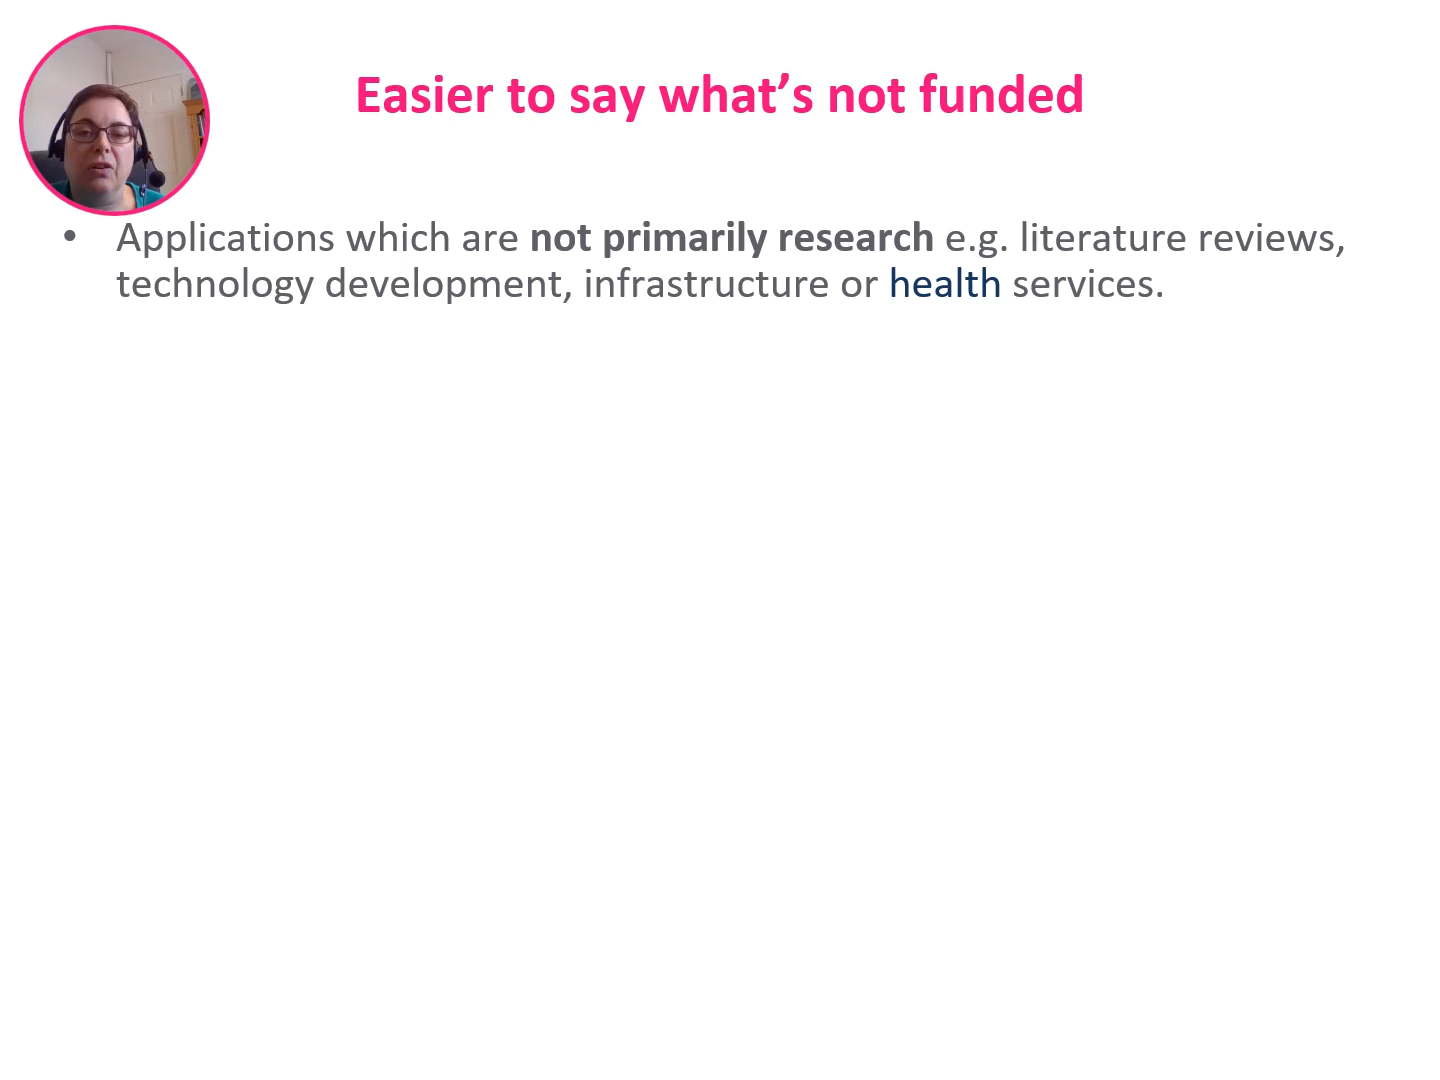 Easier to say what’s not funded
• Applications which are not primarily research e.g. literature reviews,
technology development, infrastructure or health services.